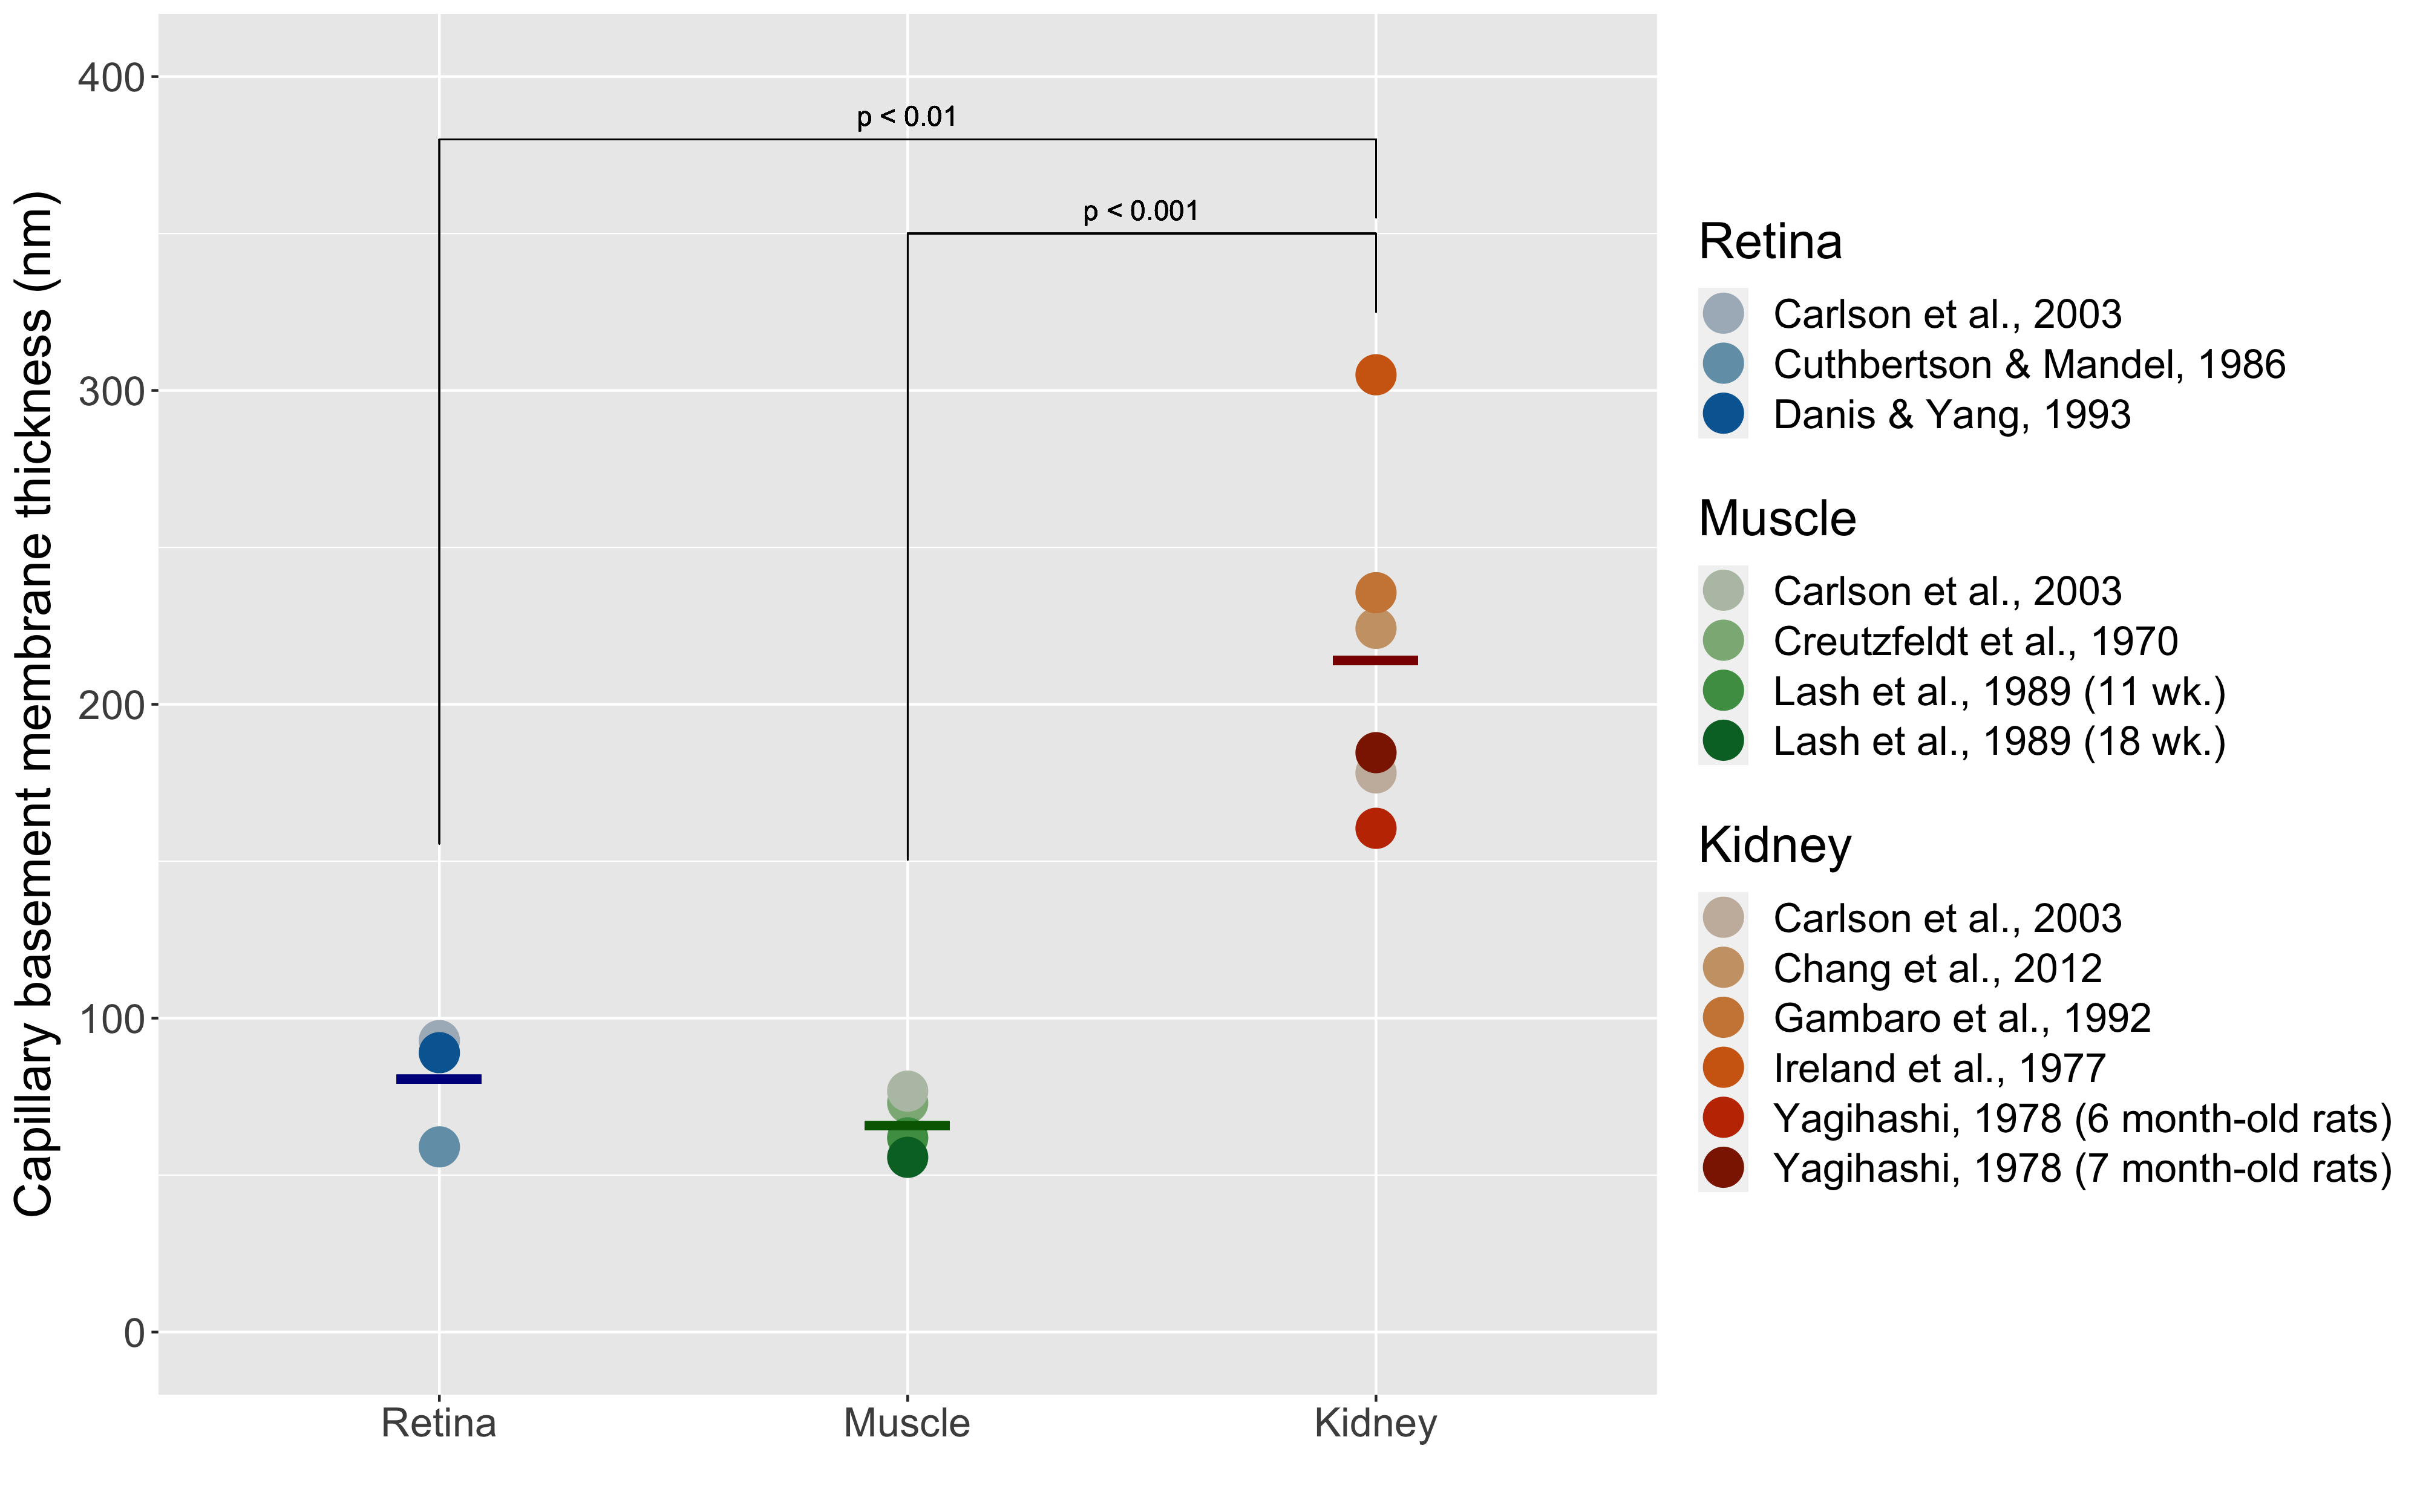 Capillary basement membrane thickness (nm)
400
300
200
100
0
p < 0.01
p < 0.001
Retina
Muscle
Kidney
Retina
Carlson et al., 2003
Cuthbertson & Mandel, 1986
Danis & Yang, 1993
Muscle
Carlson et al., 2003
Creutzfeldt et al., 1970
Lash et al., 1989 (11 wk.)
Lash et al., 1989 (18 wk.)
Kidney
Carlson et al., 2003
Chang et al., 2012
Gambaro et al., 1992
Ireland et al., 1977
Yagihashi, 1978 (6 month-old rats)
Yagihashi, 1978 (7 month-old rats)